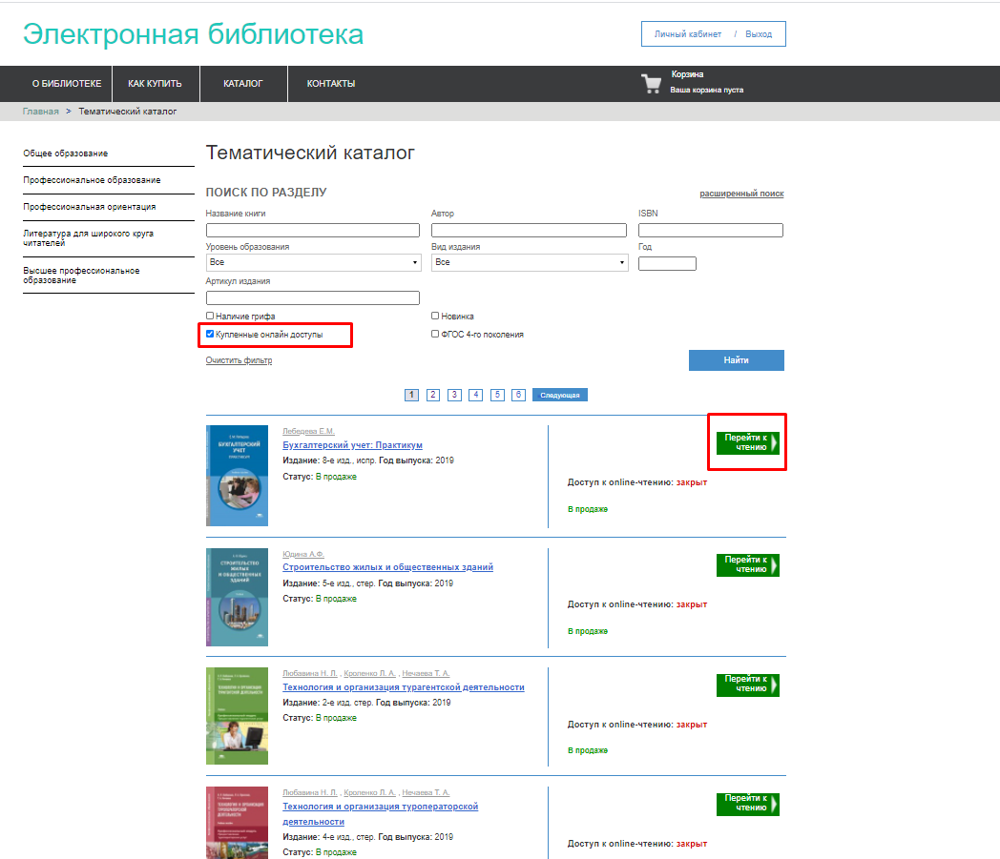 Электронная библиотека
Личный кабинет / Выход
О БИБЛИОТЕКЕ
КАК КУПИТЬ
КАТАЛОГ
КОНТАКТЫ
Корзина
Ваша корзина пуста
Главная > Тематический каталог
Общее образование
Профессиональное образование
Профессиональная ориентация
Литература для широкого круга
читателей
Высшее профессиональное
образование
Тематический каталог
ПОИСК ПО РАЗДЕЛУ
расширенный поиск
Название книги
Автор
ISBN
Уровень образования
Вид издания
Год
Все
Все
Артикул издания
Наличие грифа
Новинка
Купленные онлайн доступы
ФГОС 4-го поколения
Очистить фильтр
Найти
1 2 3 4 5 6 Следующая
БУХГАЛТЕРСКИЙ
УЧЕТ
Лебедева Е.М.
Бухгалтерский учет: Практикум
Издание: 8-е изд., испр. Год выпуска: 2019
Статус: В продаже
Перейти к
чтению
Доступ к online-чтению: закрыт
В продаже
СТРОИТЕЛЬСТВО
ЖИЛЫХ
И ОБЩЕСТВЕННЫХ
ЗДАНИЙ
Юдина А.Ф.
Строительство жилых и общественных зданий
Издание: 5-е изд., стер. Год выпуска: 2019
Статус: В продаже
Перейти к
чтению
Доступ к online-чтению: закрыт
В продаже
Любавина Н. Л. , Кроленко Л. А. , Нечаева Т. А.
Технология и организация турагентской деятельности
Издание: 2-е изд. стер. Год выпуска: 2019
Статус: В продаже
Перейти к
чтению
Доступ к online-чтению: закрыт
В продаже
Любавина Н. Л. , Кроленко Л. А. , Нечаева Т. А.
Технология и организация туроператорской
деятельности
Издание: 4-е изд., стер. Год выпуска: 2019
Статус: В продаже
Перейти к
чтению
Доступ к online-чтению: закрыт